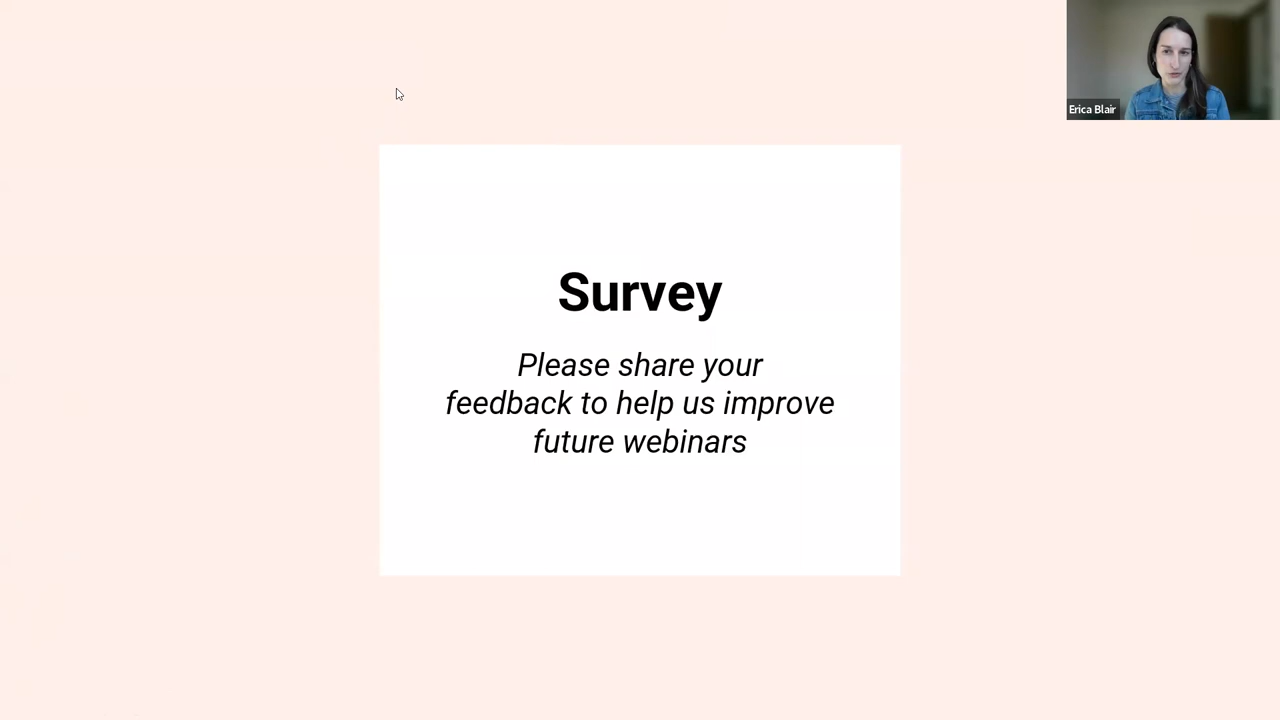 Erica Blair
Survey
Please share your
feedback to help us improve
future webinars